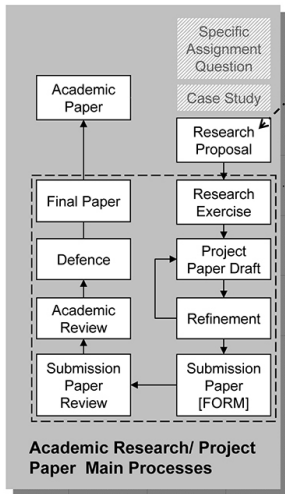 Specific
Assignment
Question
Case Study
Academic
Paper
Research
Proposal
Final Paper
Research
Exercise
Defence
Project
Paper Draft
Academic
Review
Refinement
Submission
Paper
Review
Submission
Paper
[FORM]
Academic Research/ Project
Paper  Main Processes